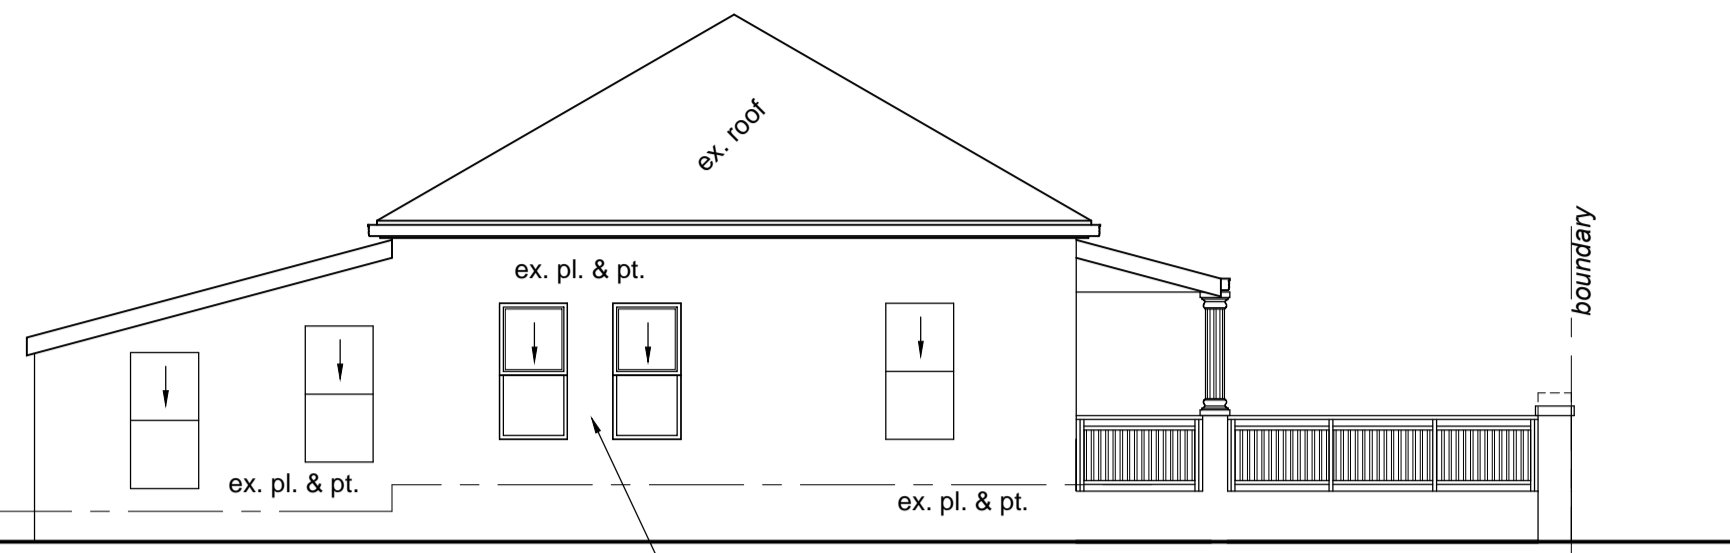 ex. roof
boundary
ex. pl. & pt.
ex. pl. & pt.
ex. pl. & pt.